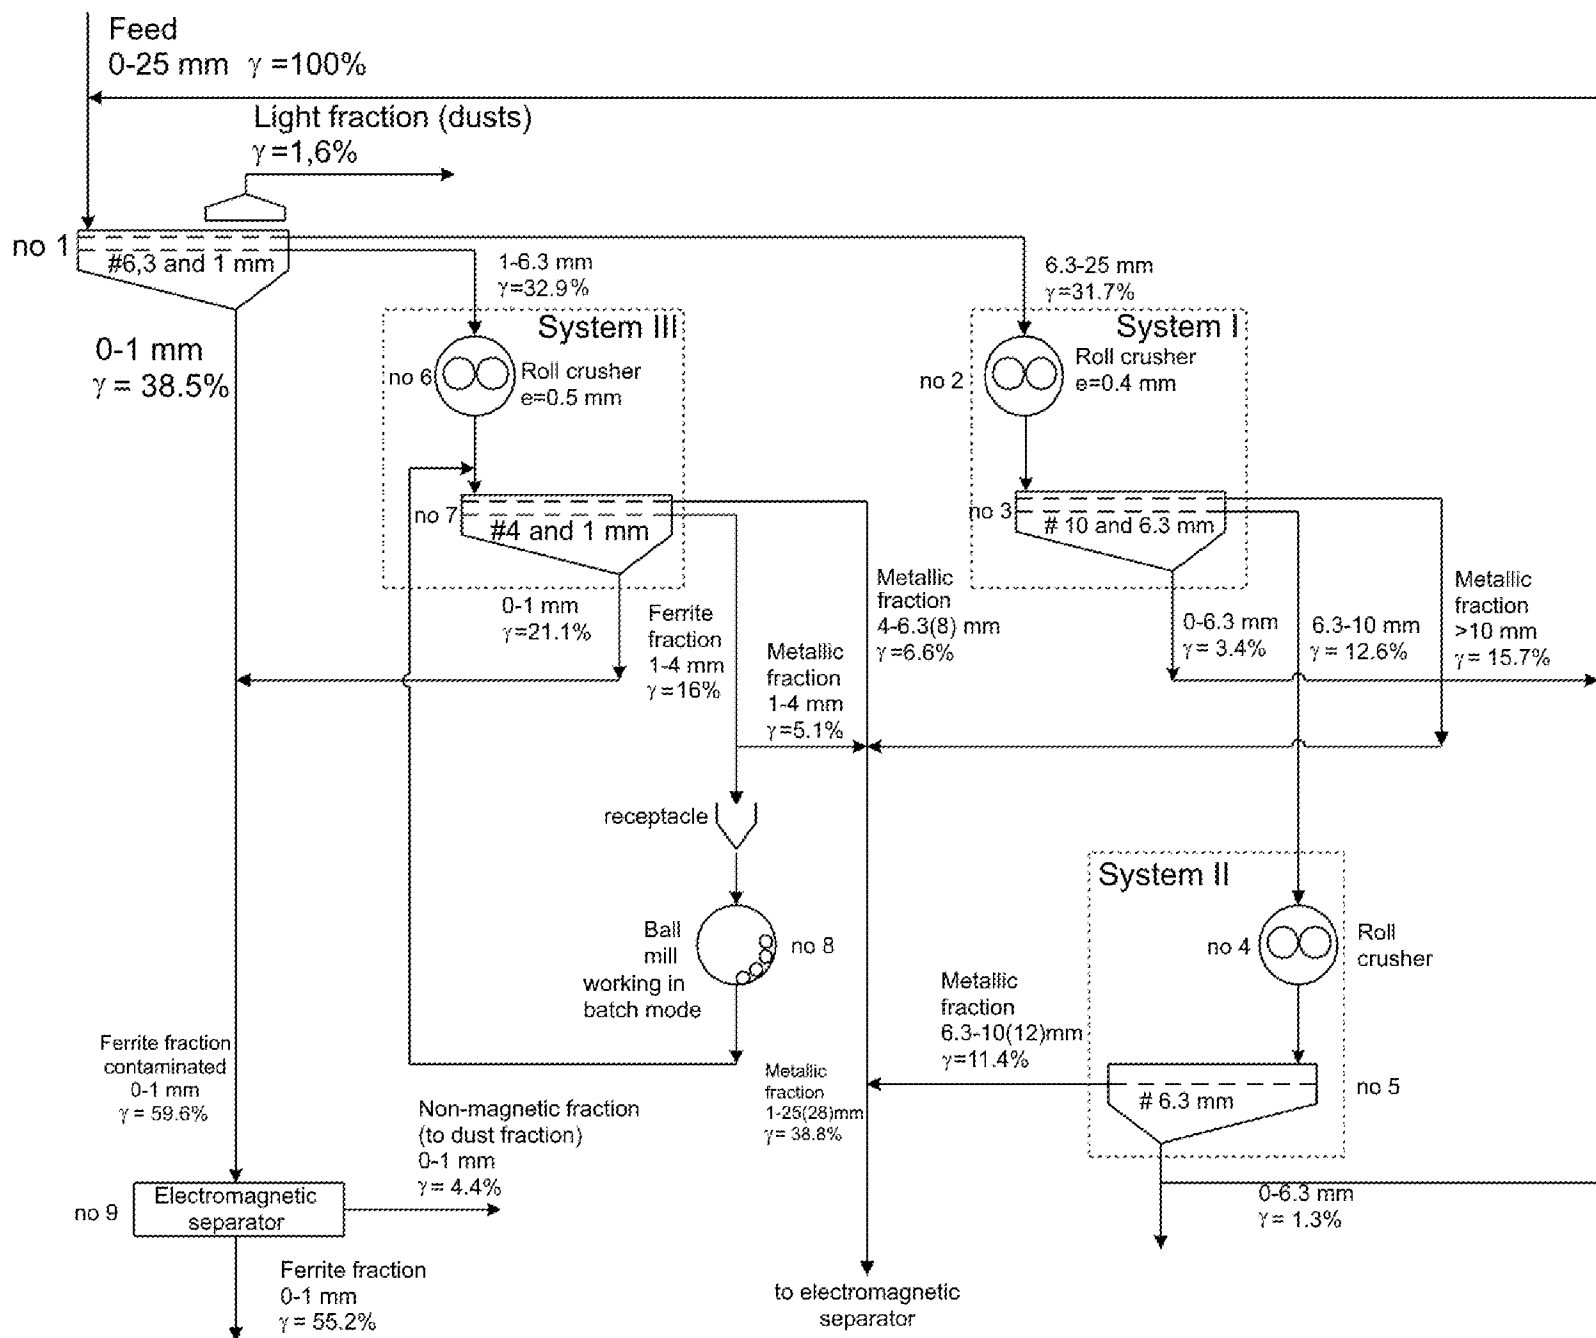 Feed
0-25 mm γ =100%
Light fraction (dusts)
γ =1,6%
no 1
#6,3 and 1 mm
1-6.3 mm
γ=32.9%
6.3-25 mm
γ=31.7%
0-1 mm
γ = 38.5%
System III
no 6
Roll crusher
e=0.5 mm
System I
no 2
Roll crusher
e=0.4 mm
no 7
#4 and 1 mm
no 3
# 10 and 6.3 mm
0-1 mm
γ=21.1%
Ferrite
fraction
1-4 mm
γ=16%
Metallic
fraction
1-4 mm
γ=5.1%
Metallic
fraction
4-6.3(8) mm
γ=6.6%
0-6.3 mm
γ= 3.4%
6.3-10 mm
γ = 12.6%
Metallic
fraction
>10 mm
γ= 15.7%
receptacle
Ball
mill
working in
batch mode
no 8
System II
no 4
Roll
crusher
Metallic
fraction
6.3-10(12)mm
γ=11.4%
# 6.3 mm
no 5
Ferrite fraction
contaminated
0-1 mm
γ = 59.6%
Metallic
fraction
1-25(28)mm
γ= 38.8%
Non-magnetic fraction
(to dust fraction)
0-1 mm
γ= 4.4%
0-6.3 mm
γ= 1.3%
no 9
Electromagnetic
separator
Ferrite fraction
0-1 mm
γ= 55.2%
to electromagnetic
separator